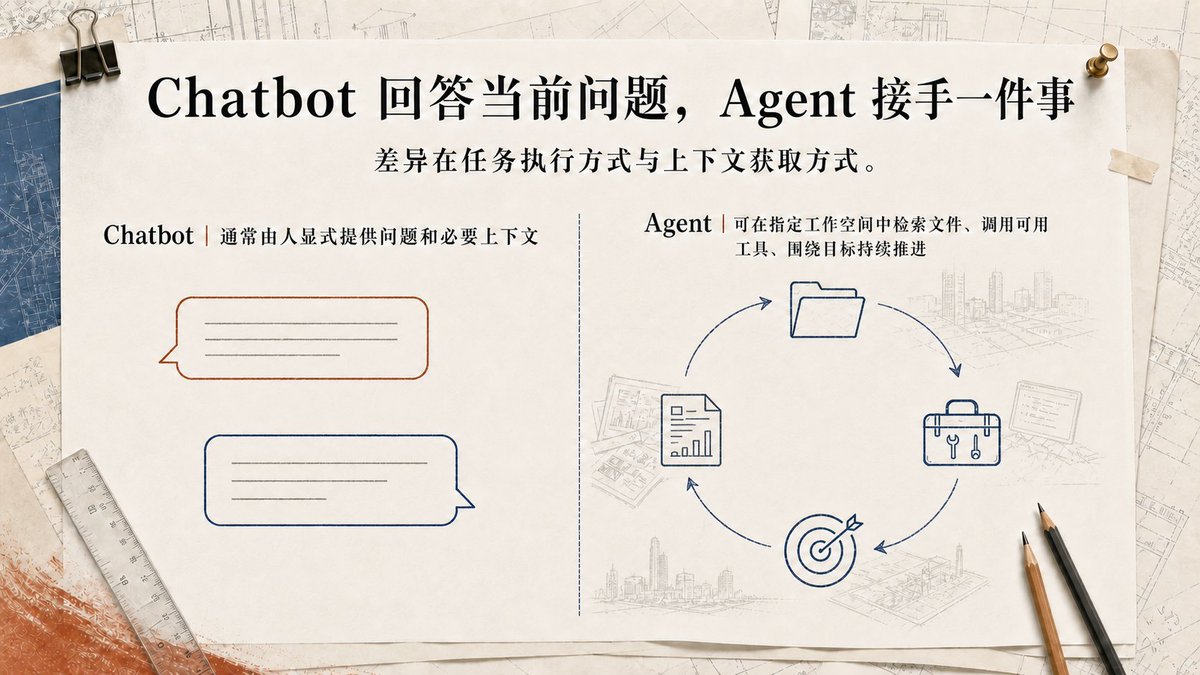 Chatbot 回答当前问题，Agent 接手一件事
差异在任务执行方式与上下文获取方式。
Chatbot | 通常由人显式提供问题和必要上下文
Agent | 可在指定工作空间中检索文件、调用可用
工具、围绕目标持续推进